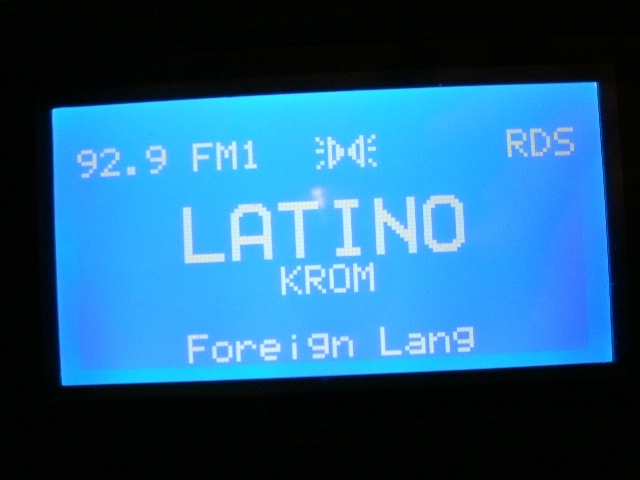 92.9 FM1 RDS
LATINO
KROM
Foreign Lang